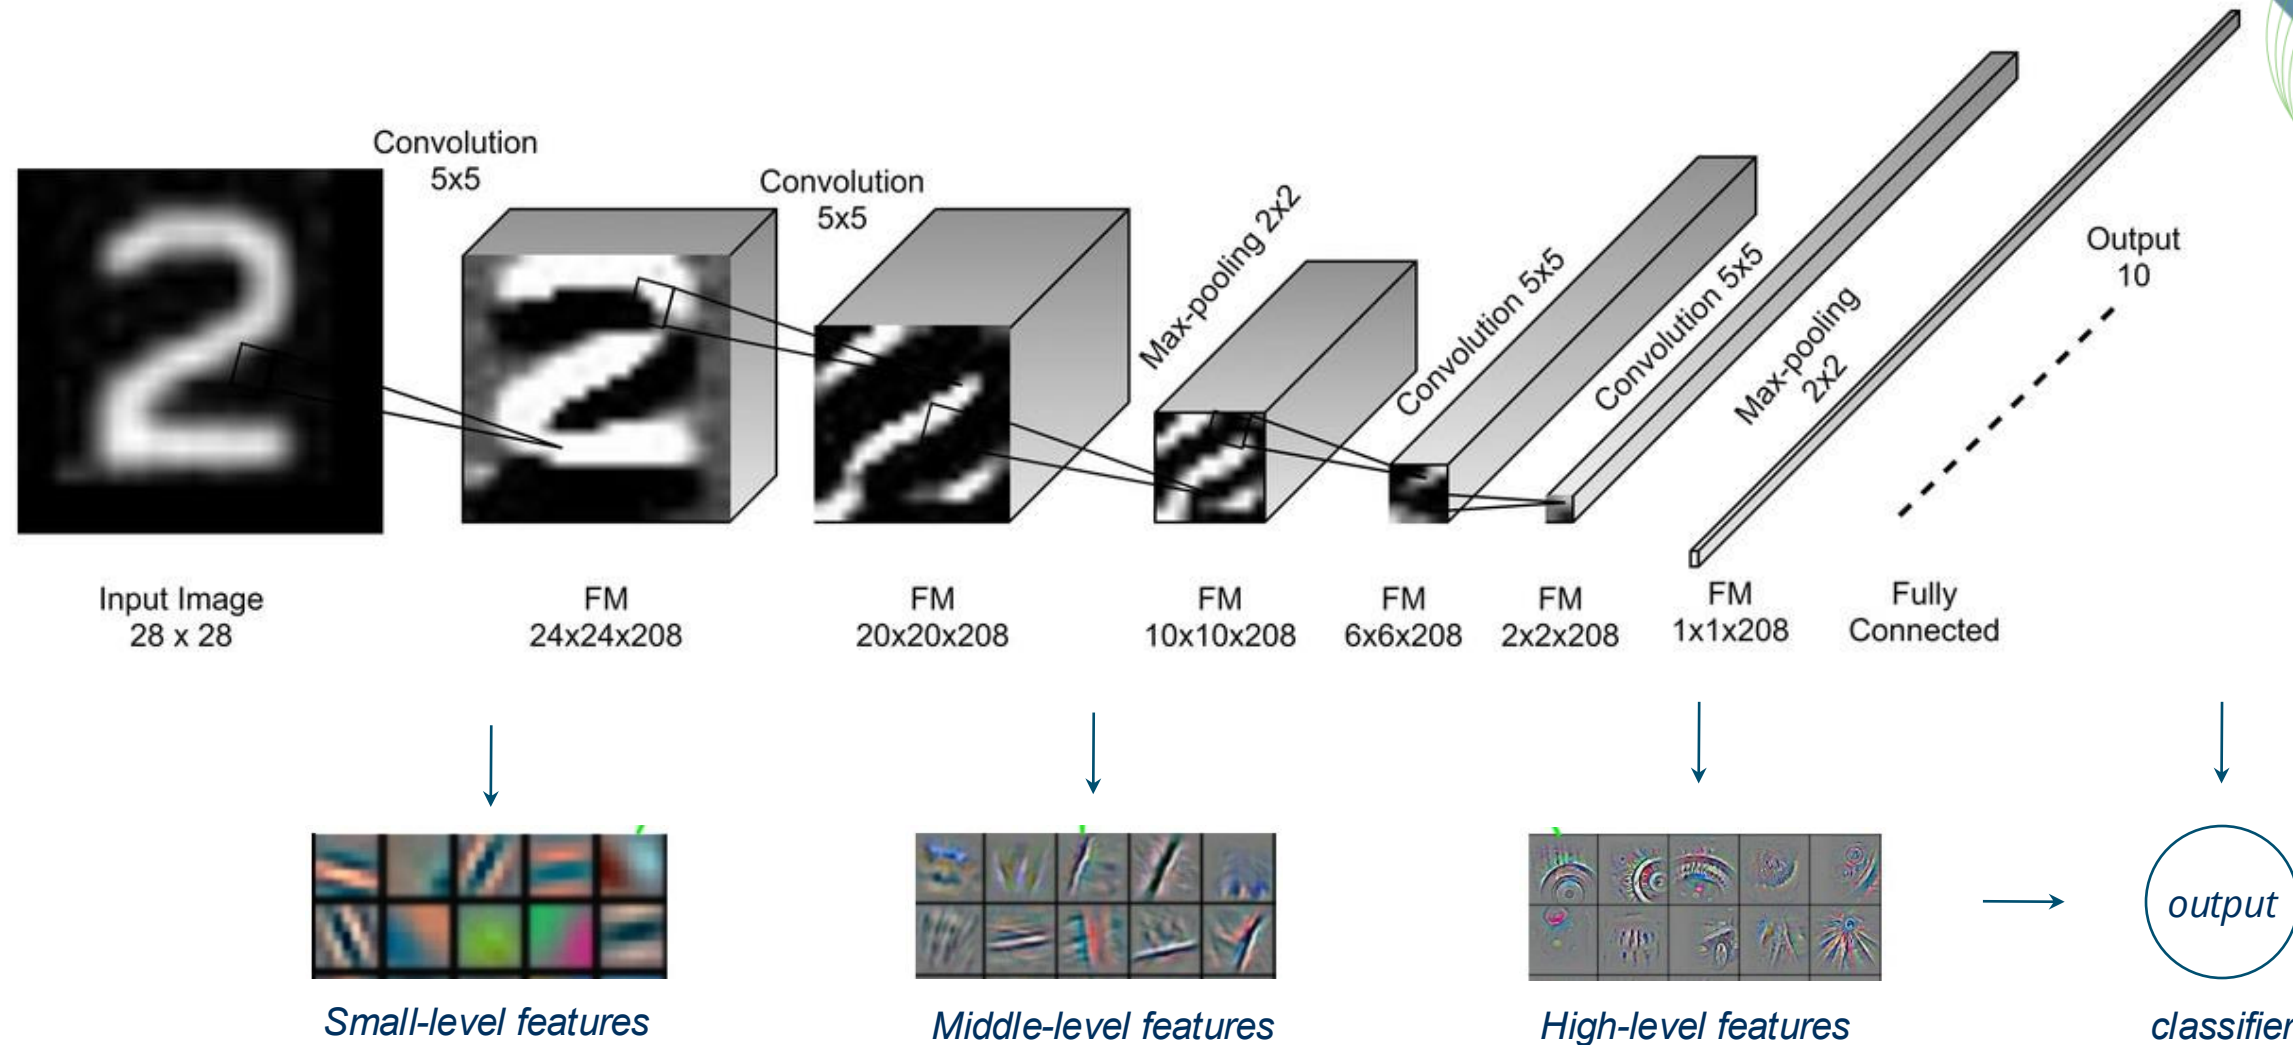 Convolution
5x5
Convolution
5x5
Max-pooling 2x2
Convolution 5x5
Convolution 5x5
Max-pooling
2x2
Output
10
Input Image
28 x 28
FM
24x24x208
FM
20x20x208
FM
10x10x208
FM
6x6x208
FM
2x2x208
FM
1x1x208
Fully
Connected
output
Small-level features
Middle-level features
High-level features
classifier